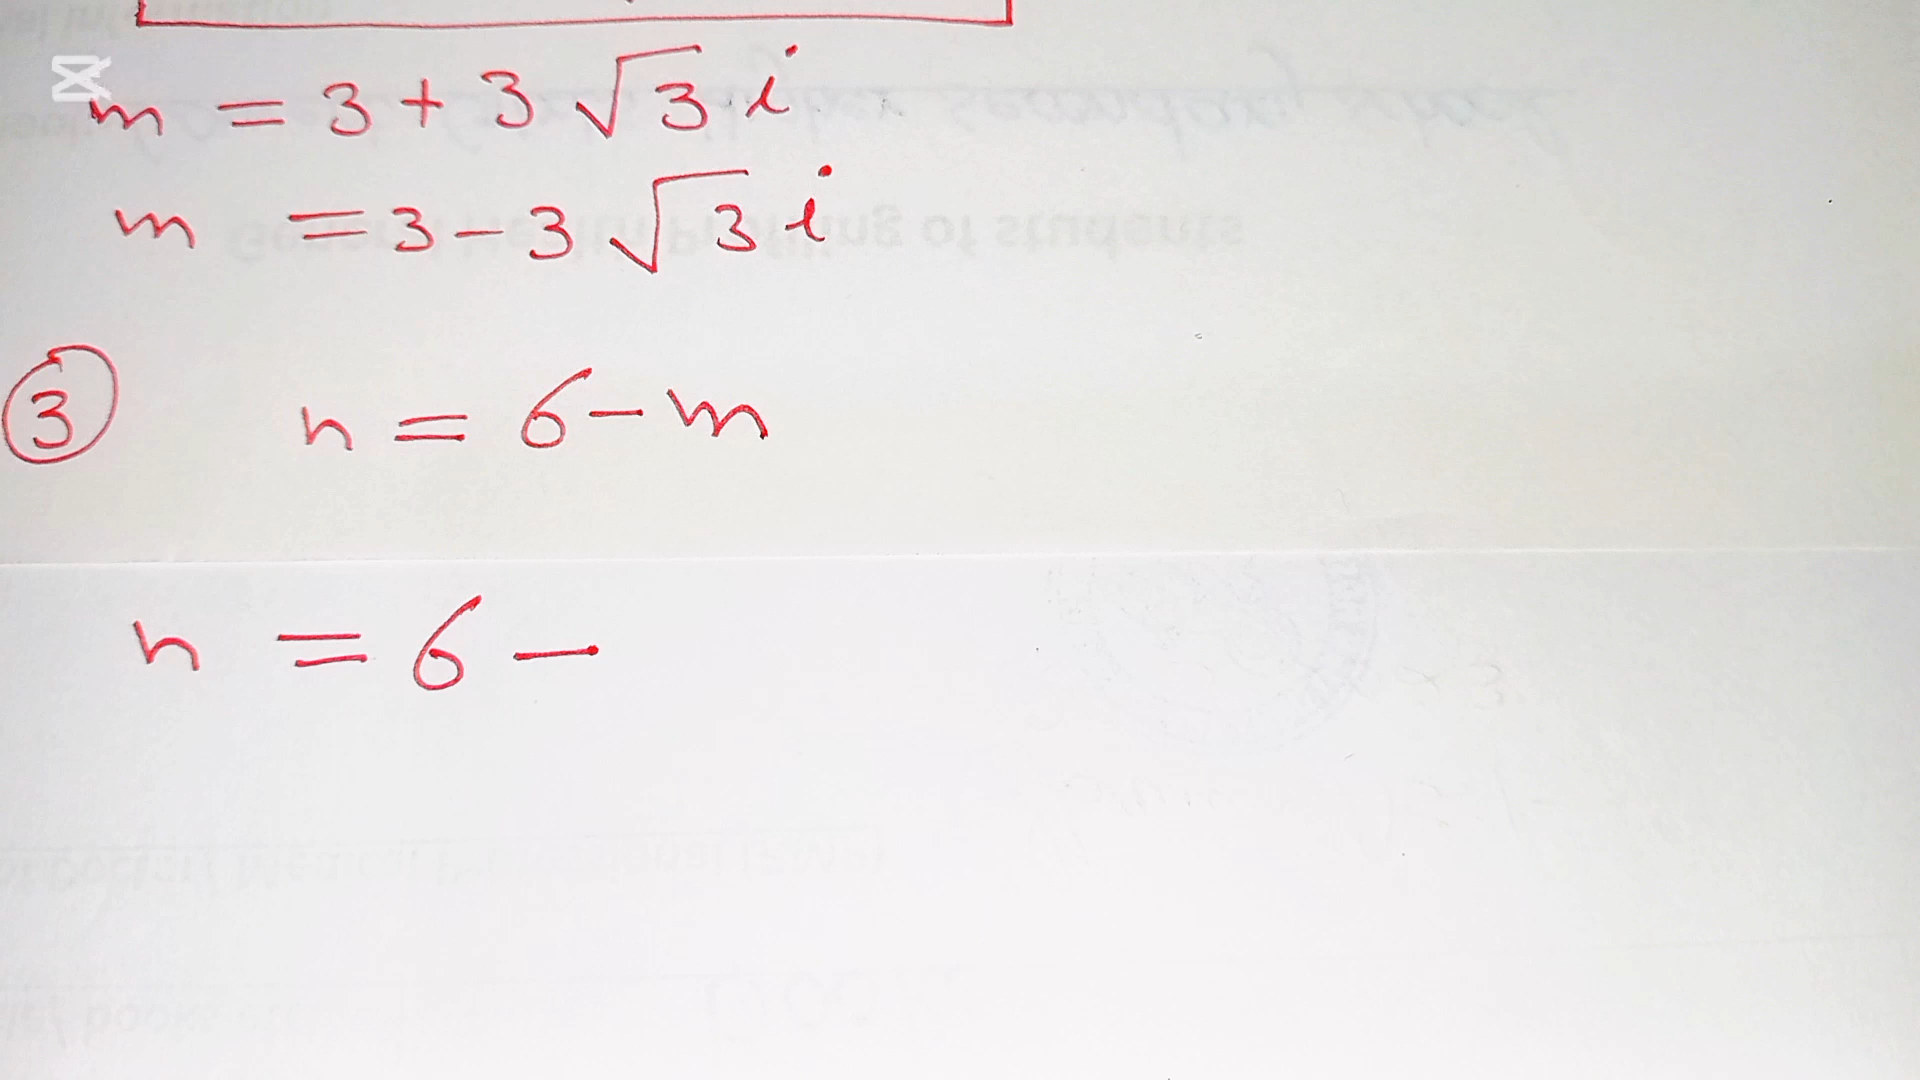 m = 3 + 3 √3 i
m = 3 - 3 √3 i
③ n = 6 - m
n = 6 -